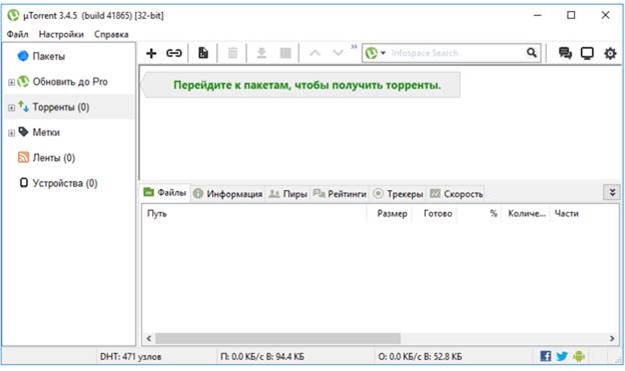 µTorrent 3.4.5 (build 41865) [32-bit]
Файл Настройки Справка
Пакеты
Обновить до Pro
Торренты (0)
Метки
Ленты (0)
Устройства (0)
Infospace Search
Перейдите к пакетам, чтобы получить торренты.
Файлы Информация Пиры Рейтинги Трекеры Скорость
Путь Размер Готово % Количе... Части
DHT: 471 узлов П: 0.0 КБ/с В: 94.4 КБ О: 0.0 КБ/с В: 52.8 КБ